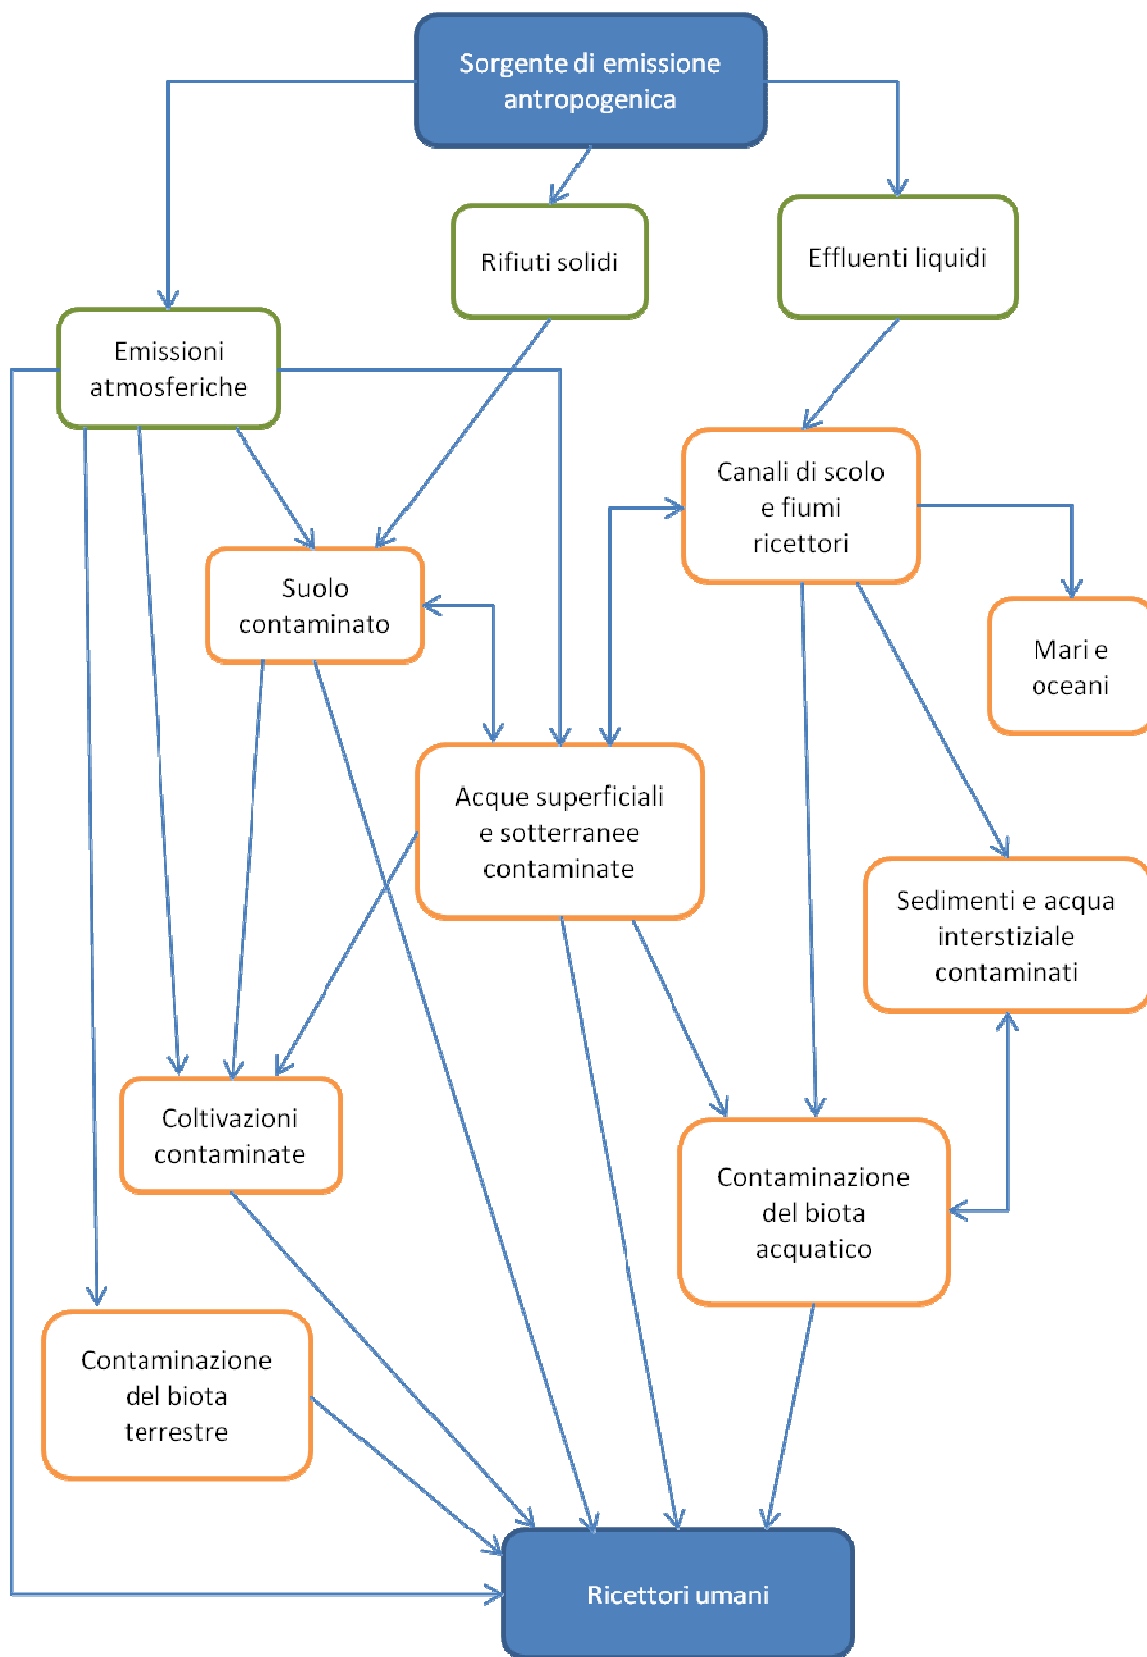 Sorgente di emissione
antropogenica
Rifiuti solidi
Effluenti liquidi
Emissioni
atmosferiche
Canali di scolo
e fiumi
ricettori
Suolo
contaminato
Mari e
oceani
Acque superficiali
e sotterranee
contaminate
Sedimenti e acqua
interstiziale
contaminati
Coltivazioni
contaminate
Contaminazione
del biota
acquatico
Contaminazione
del biota
terrestre
Ricettori umani